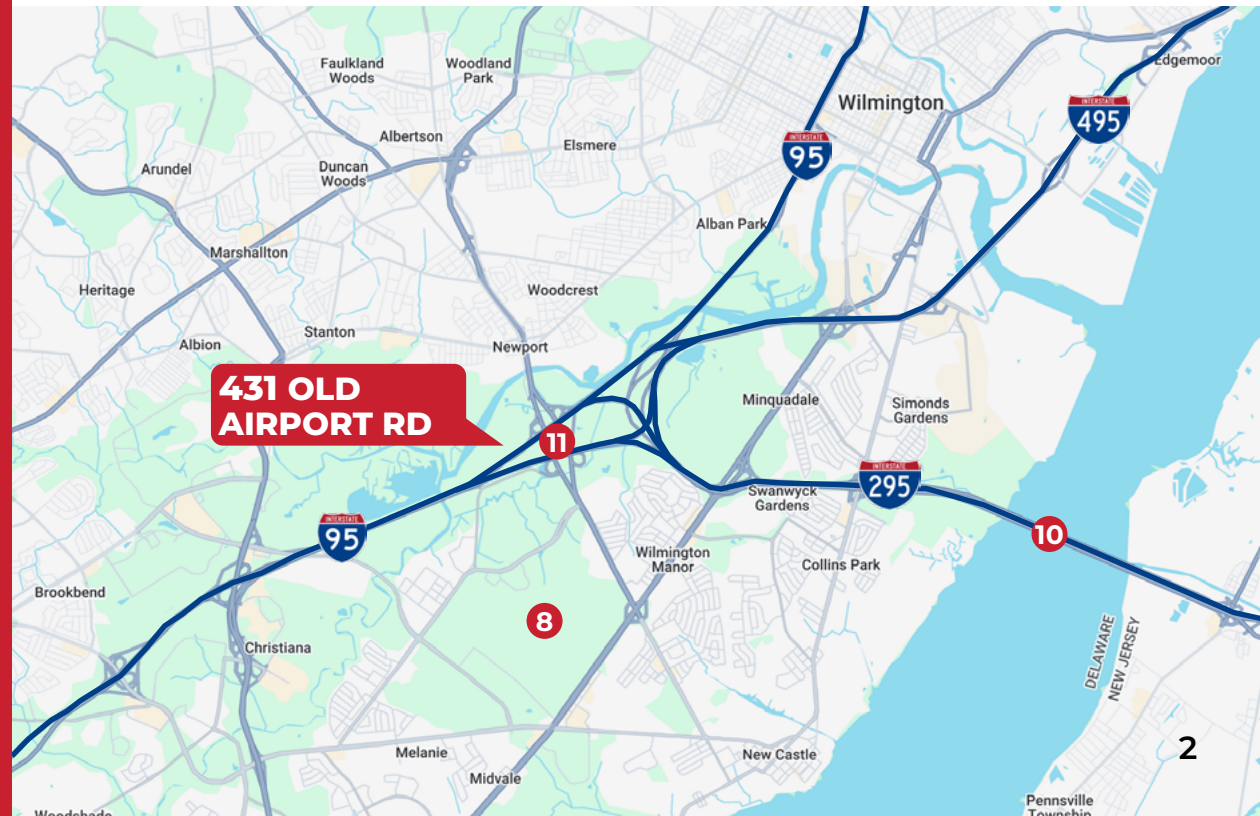 Faulkland
Woods
Woodland
Park
Edgemoor
Wilmington
INTERSTATE
495
Albertson
Elsmere
INTERSTATE
95
Arundel
Duncan
Woods
Alban Park
Marshallton
Heritage
Woodcrest
Stanton
Albion
Newport
431 OLD
AIRPORT RD
Minquadale
Simonds
Gardens
11
INTERSTATE
295
Swanwyck
Gardens
INTERSTATE
95
10
Wilmington
Manor
Collins Park
Brookbend
8
Christiana
DELAWARE
NEW JERSEY
Melanie
New Castle
2
Midvale
Pennsville
Township
Woodshade